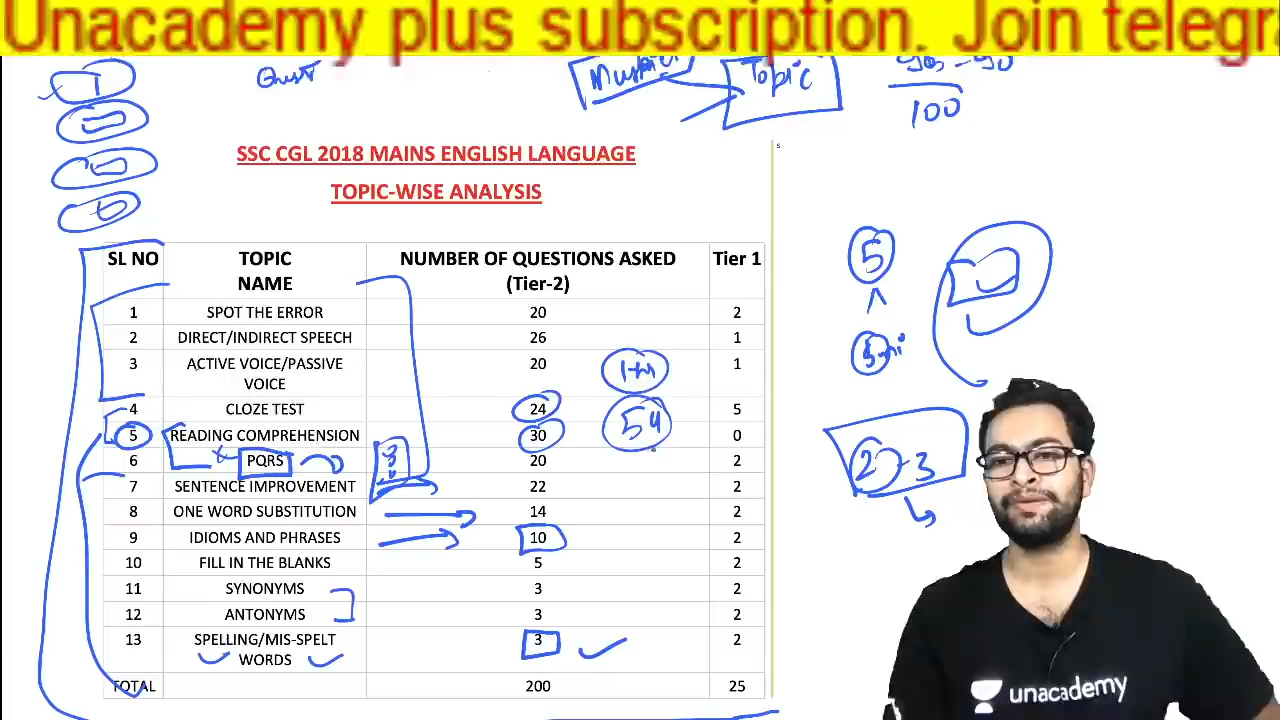 Unacademy plus subscription. Join telegra
Topic
100
SSC CGL 2018 MAINS ENGLISH LANGUAGE
TOPIC-WISE ANALYSIS
SL NO TOPIC NAME NUMBER OF QUESTIONS ASKED (Tier-2) Tier 1
1 SPOT THE ERROR 20 2
2 DIRECT/INDIRECT SPEECH 26 1
3 ACTIVE VOICE/PASSIVE VOICE 20 1
4 CLOZE TEST 24 5
5 READING COMPREHENSION 30 0
6 PQRS 20 2
7 SENTENCE IMPROVEMENT 22 2
8 ONE WORD SUBSTITUTION 14 2
9 IDIOMS AND PHRASES 10 2
10 FILL IN THE BLANKS 5 2
11 SYNONYMS 3 2
12 ANTONYMS 3 2
13 SPELLING/MIS-SPELT WORDS 3 2
TOTAL 200 25
54
5
2-3
unacademy